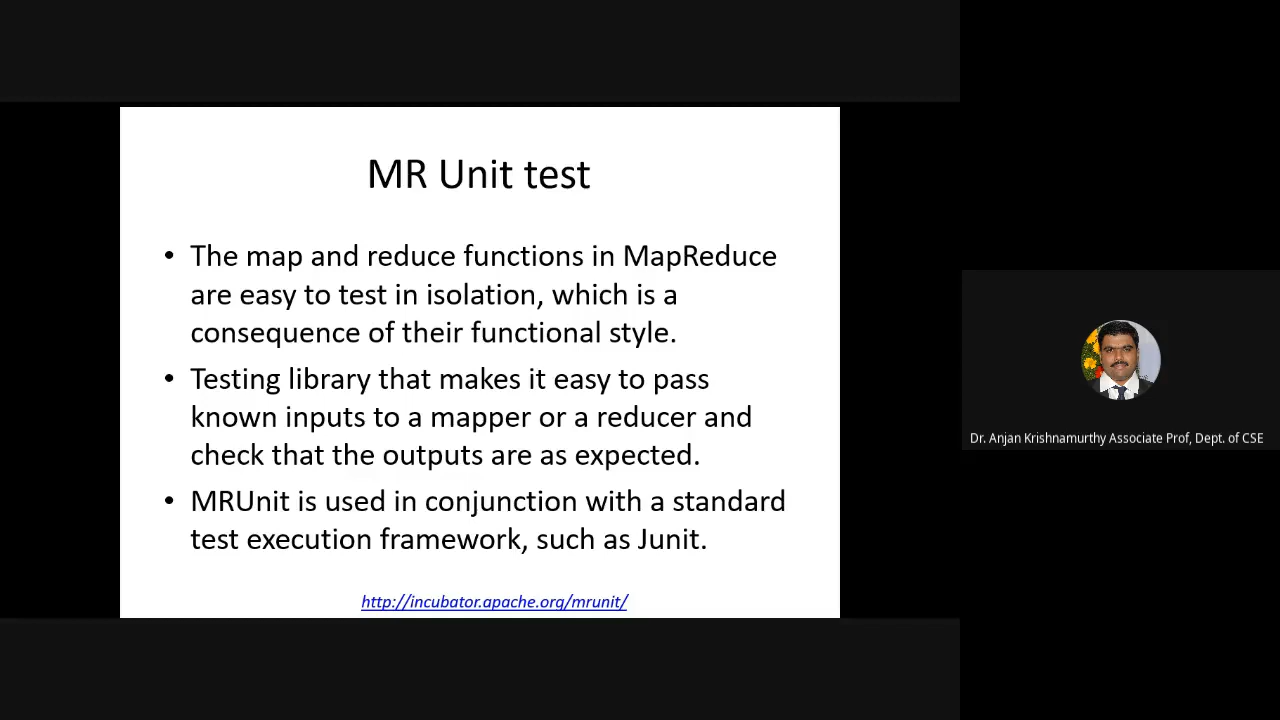 MR Unit test
• The map and reduce functions in MapReduce
are easy to test in isolation, which is a
consequence of their functional style.
• Testing library that makes it easy to pass
known inputs to a mapper or a reducer and
check that the outputs are as expected.
• MRUnit is used in conjunction with a standard
test execution framework, such as Junit.
http://incubator.apache.org/mrunit/
Dr. Anjan Krishnamurthy Associate Prof, Dept. of CSE